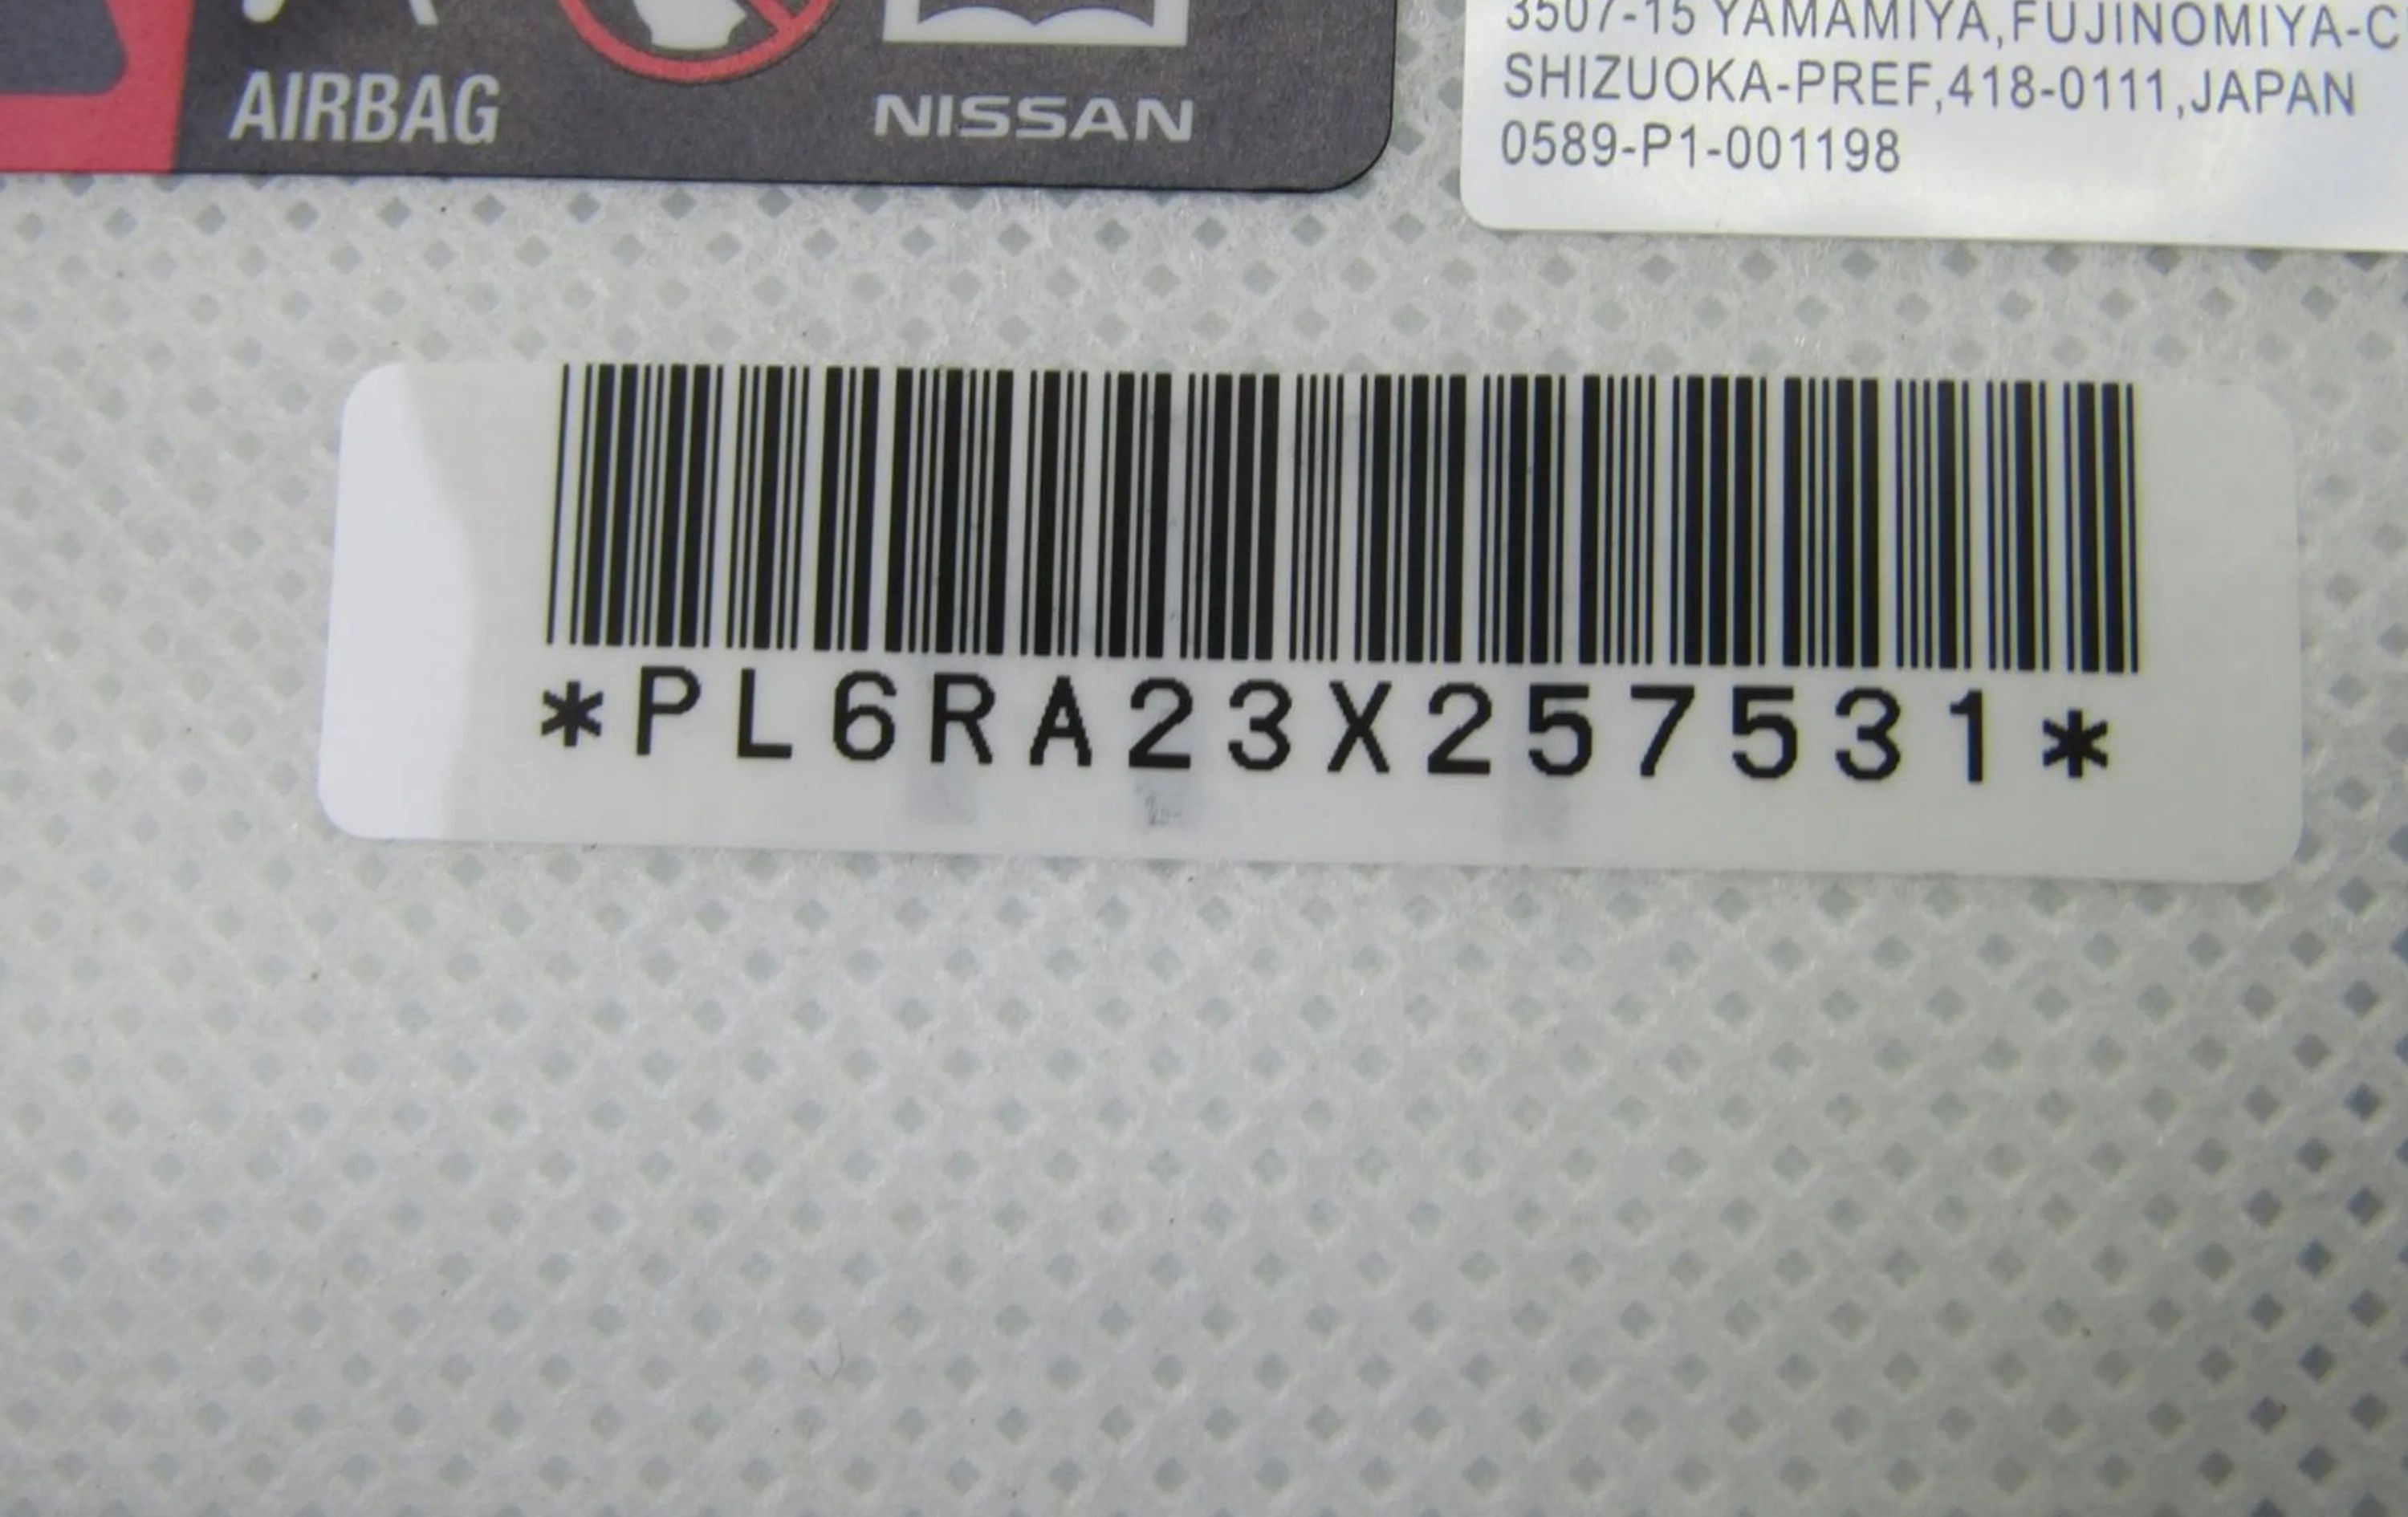 AIRBAG
NISSAN
3507-15 YAMAMIYA,FUJINOMIYA-C
SHIZUOKA-PREF,418-0111,JAPAN
0589-P1-001198
*PL6RA23X257531*